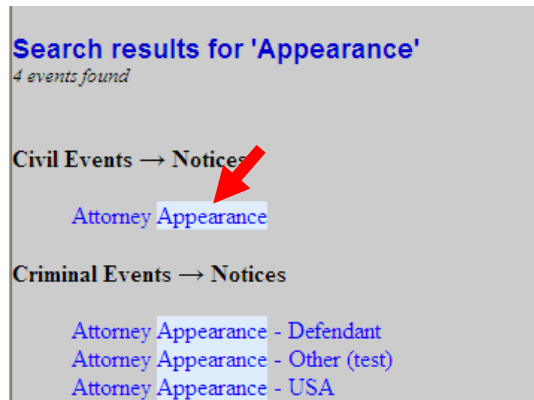 Search results for 'Appearance'
4 events found
Civil Events → Notices
Attorney Appearance
Criminal Events → Notices
Attorney Appearance - Defendant
Attorney Appearance - Other (test)
Attorney Appearance - USA